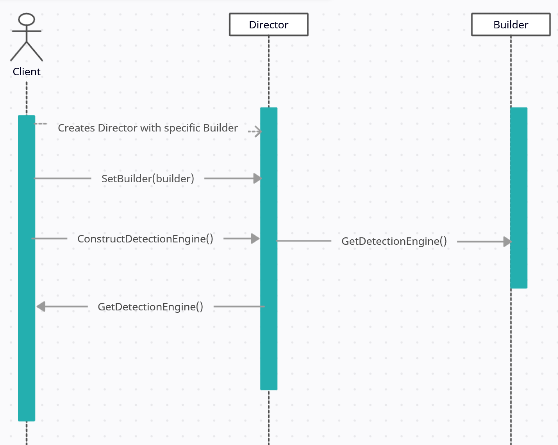 Director
Builder
Client
Creates Director with specific Builder
SetBuilder(builder)
ConstructDetectionEngine()
GetDetectionEngine()
GetDetectionEngine()